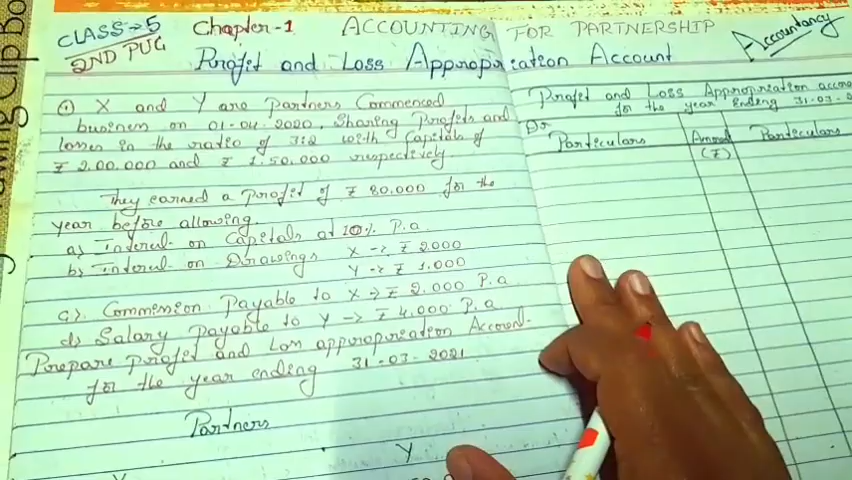 CLASS → 5
2ND PUC
Chapter-1 ACCOUNTING FOR PARTNERSHIP
Accountancy
Profit and Loss Appropriation Account
① X and Y are Partners Commenced
business on 01-04-2020, Sharing Profits and
losses in the ratio of 3:2 with Capitals of
₹ 2,00,000 and ₹ 1,50,000 respectively.
They earned a profit of ₹ 80,000 for the
year before allowing.
a) Interest on Capitals at 10% P.a
b) Interest on Drawings X → ₹ 2000
Y → ₹ 1,000
c) Commission Payable to X → ₹ 2,000 P.a
d) Salary payable to Y → ₹ 4,000 P.a
Prepare Profit and Loss appropriation Account
for the year ending 31-03-2021.
Partners
Y
Profit and Loss Appropriation
for the year ending 31-03-
Dr
Particulars Amount Particulars
(₹)